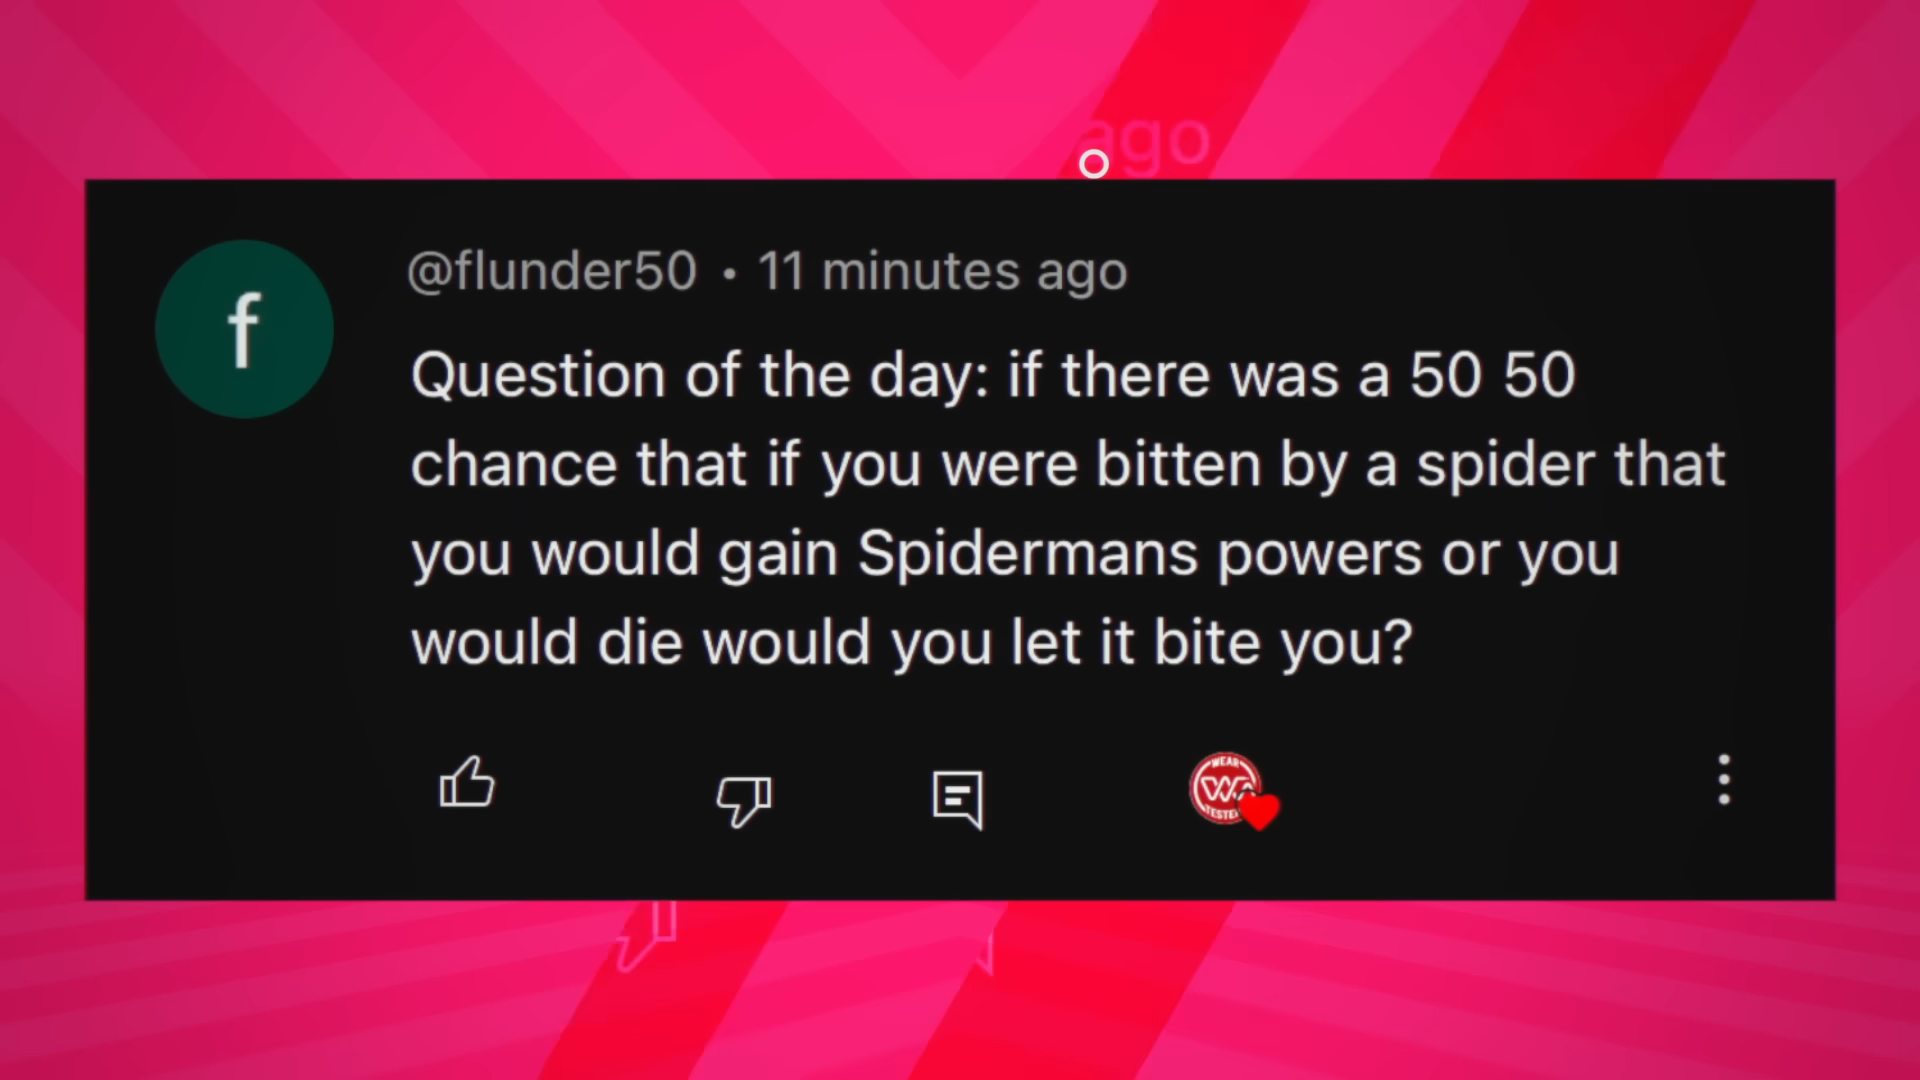 ago
@flunder50 • 11 minutes ago
f
Question of the day: if there was a 50 50
chance that if you were bitten by a spider that
you would gain Spidermans powers or you
would die would you let it bite you?
WEAR
TESTE